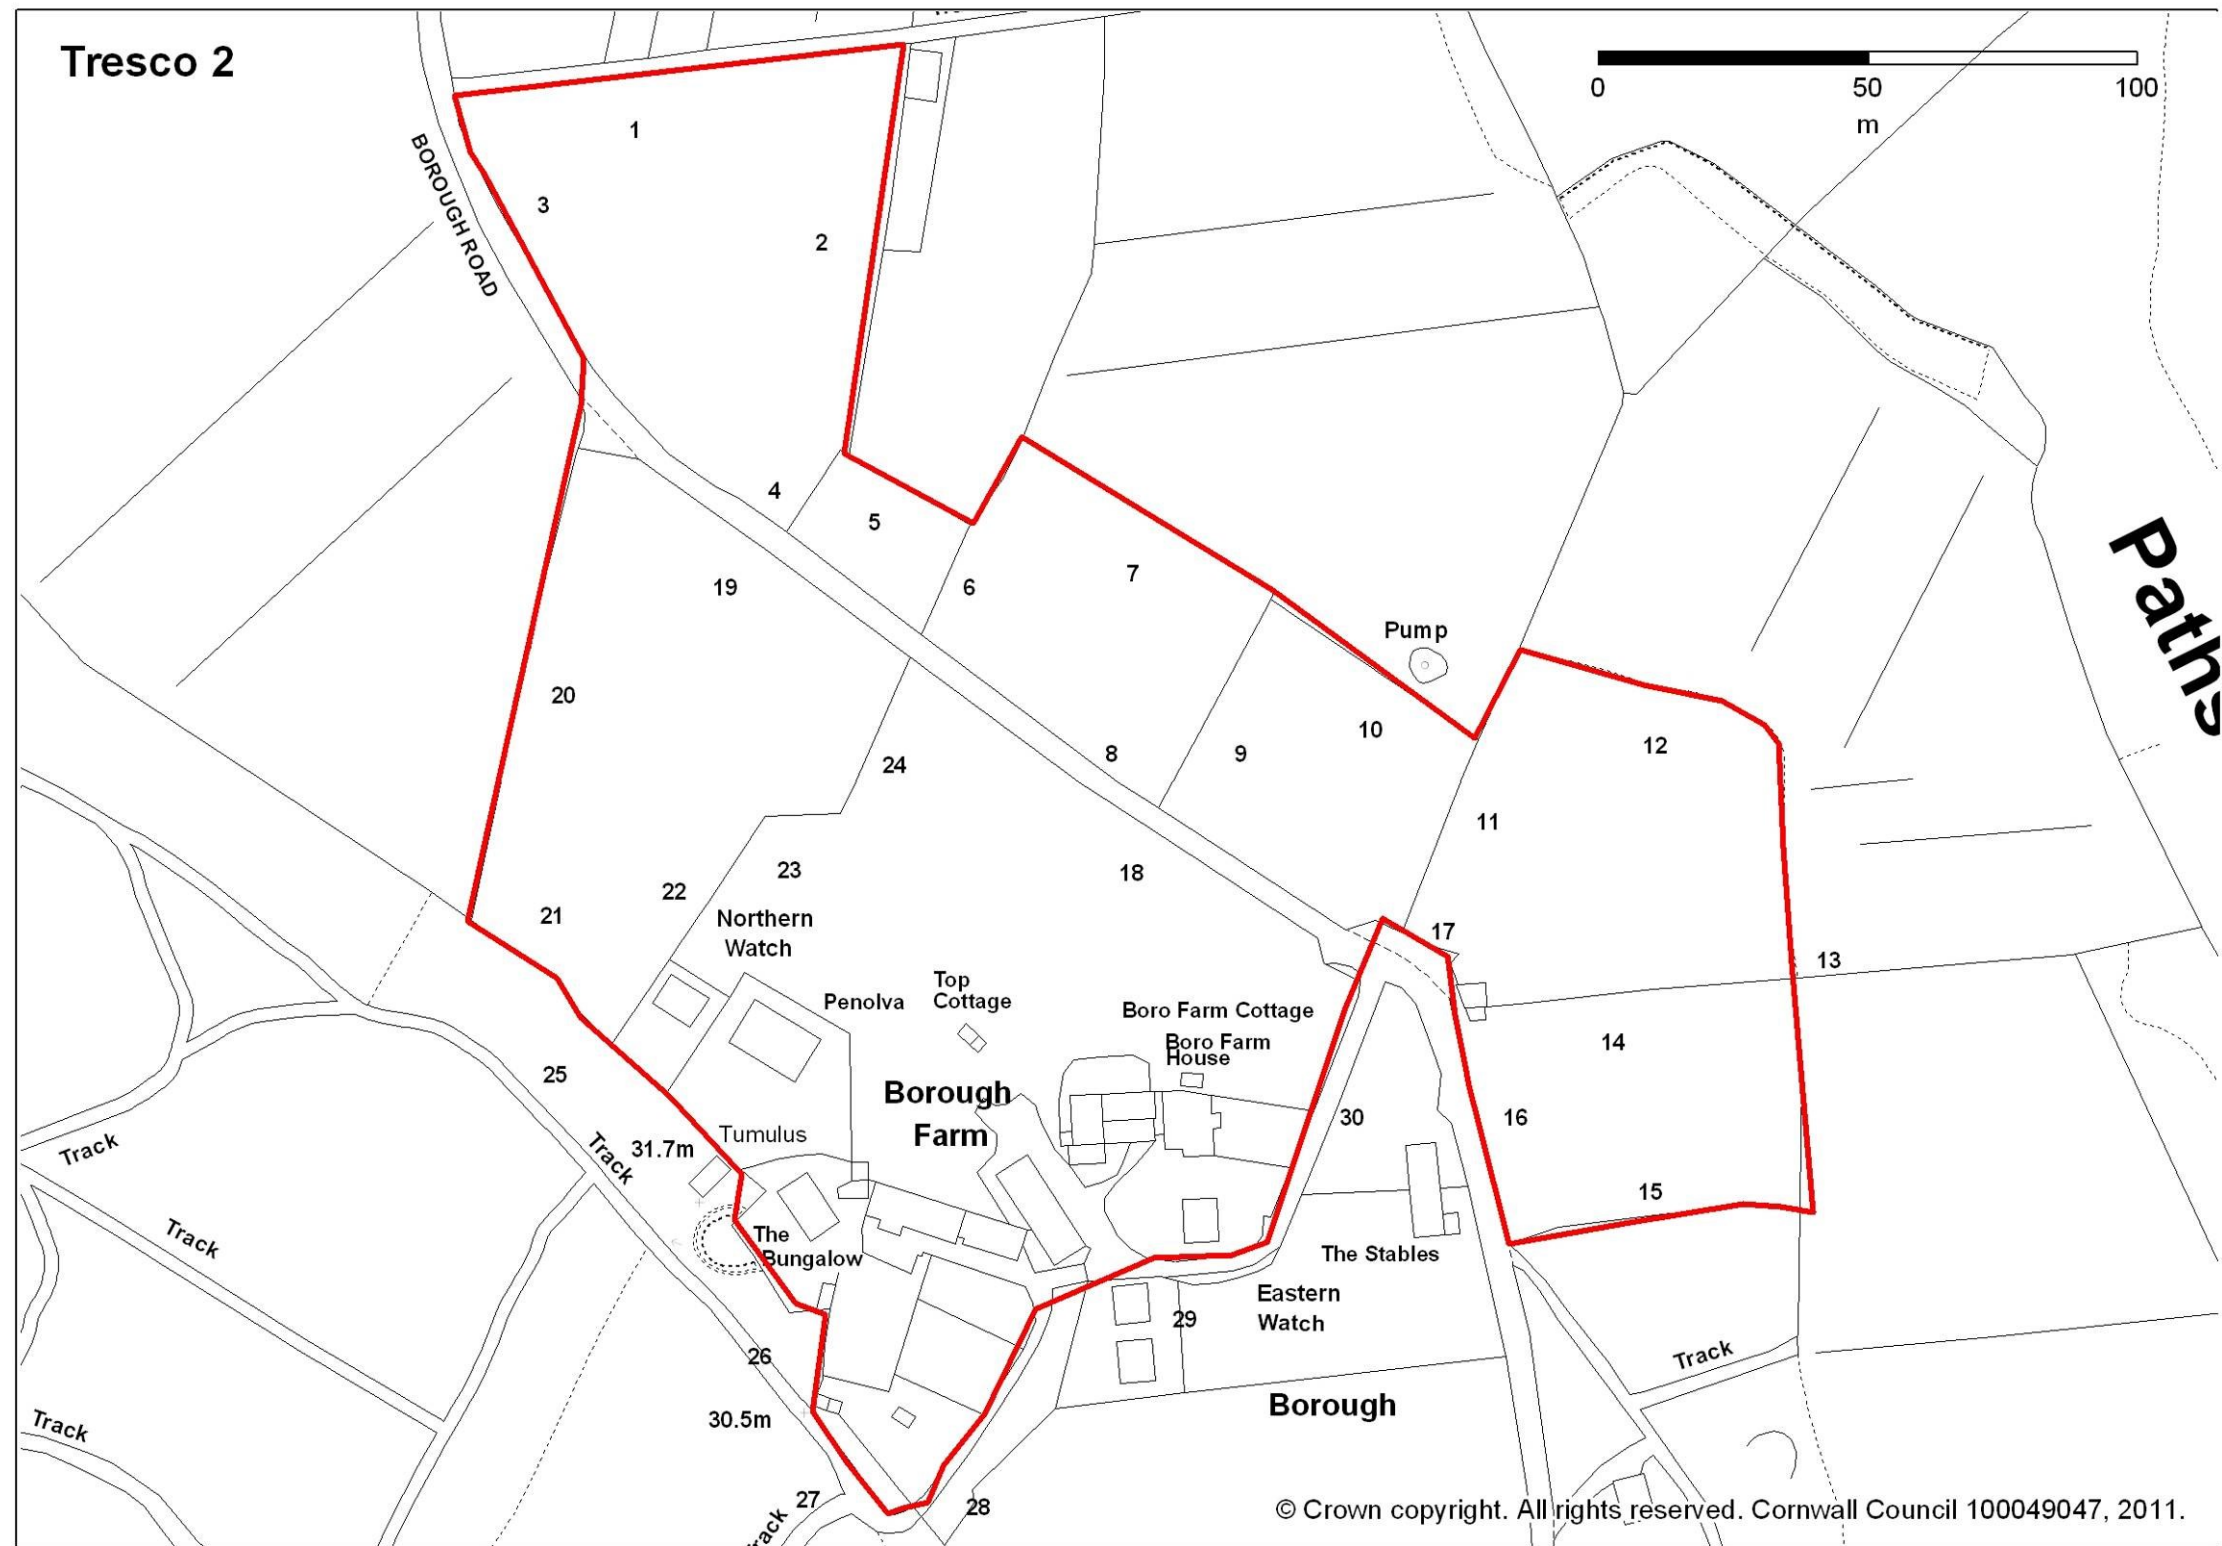 Tresco 2
0
50
100
m
1
BOROUGH ROAD
3
2
4
5
19
6
7
Pump
20
Paths
10
12
8
9
24
11
23
18
22
21
Northern
Watch
17
13
Penolva
Top
Cottage
Boro Farm Cottage
Boro Farm
House
14
25
Borough
Farm
30
16
Tumulus
31.7m
Track
Track
15
Track
The
Bungalow
The Stables
Eastern
Watch
29
26
Track
Borough
30.5m
Track
27
28
rack
© Crown copyright. All rights reserved. Cornwall Council 100049047, 2011.